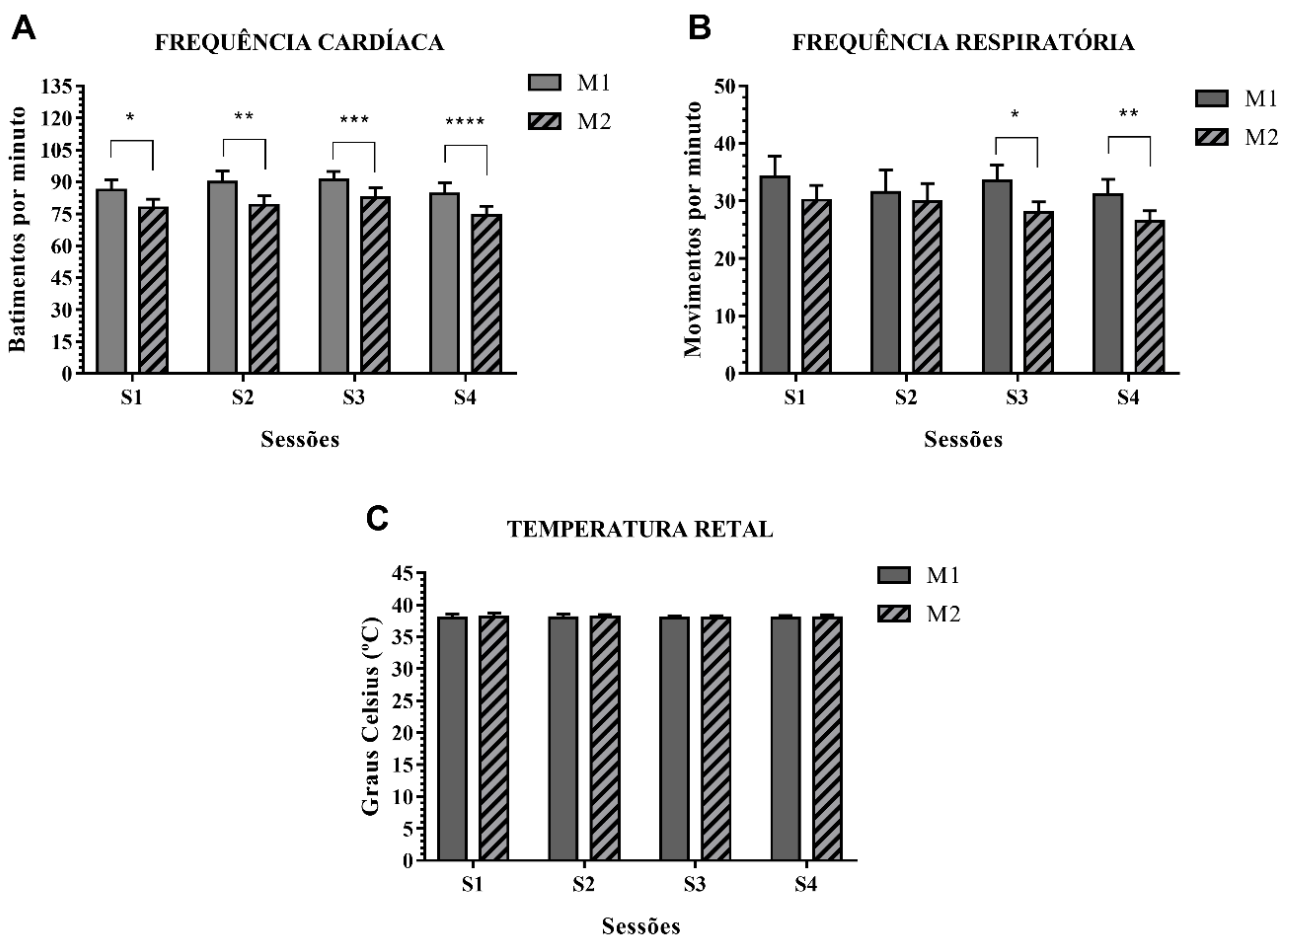 A
FREQUÊNCIA CARDÍACA
Batimentos por minuto
135
120
105
90
75
60
45
30
15
0
*
**
***
****
M1
M2
S1 S2 S3 S4
Sessões
B
FREQUÊNCIA RESPIRATÓRIA
Movimentos por minuto
50
40
30
20
10
0
*
**
M1
M2
S1 S2 S3 S4
Sessões
C
TEMPERATURA RETAL
Graus Celsius (ºC)
45
40
35
30
25
20
15
10
5
0
M1
M2
S1 S2 S3 S4
Sessões